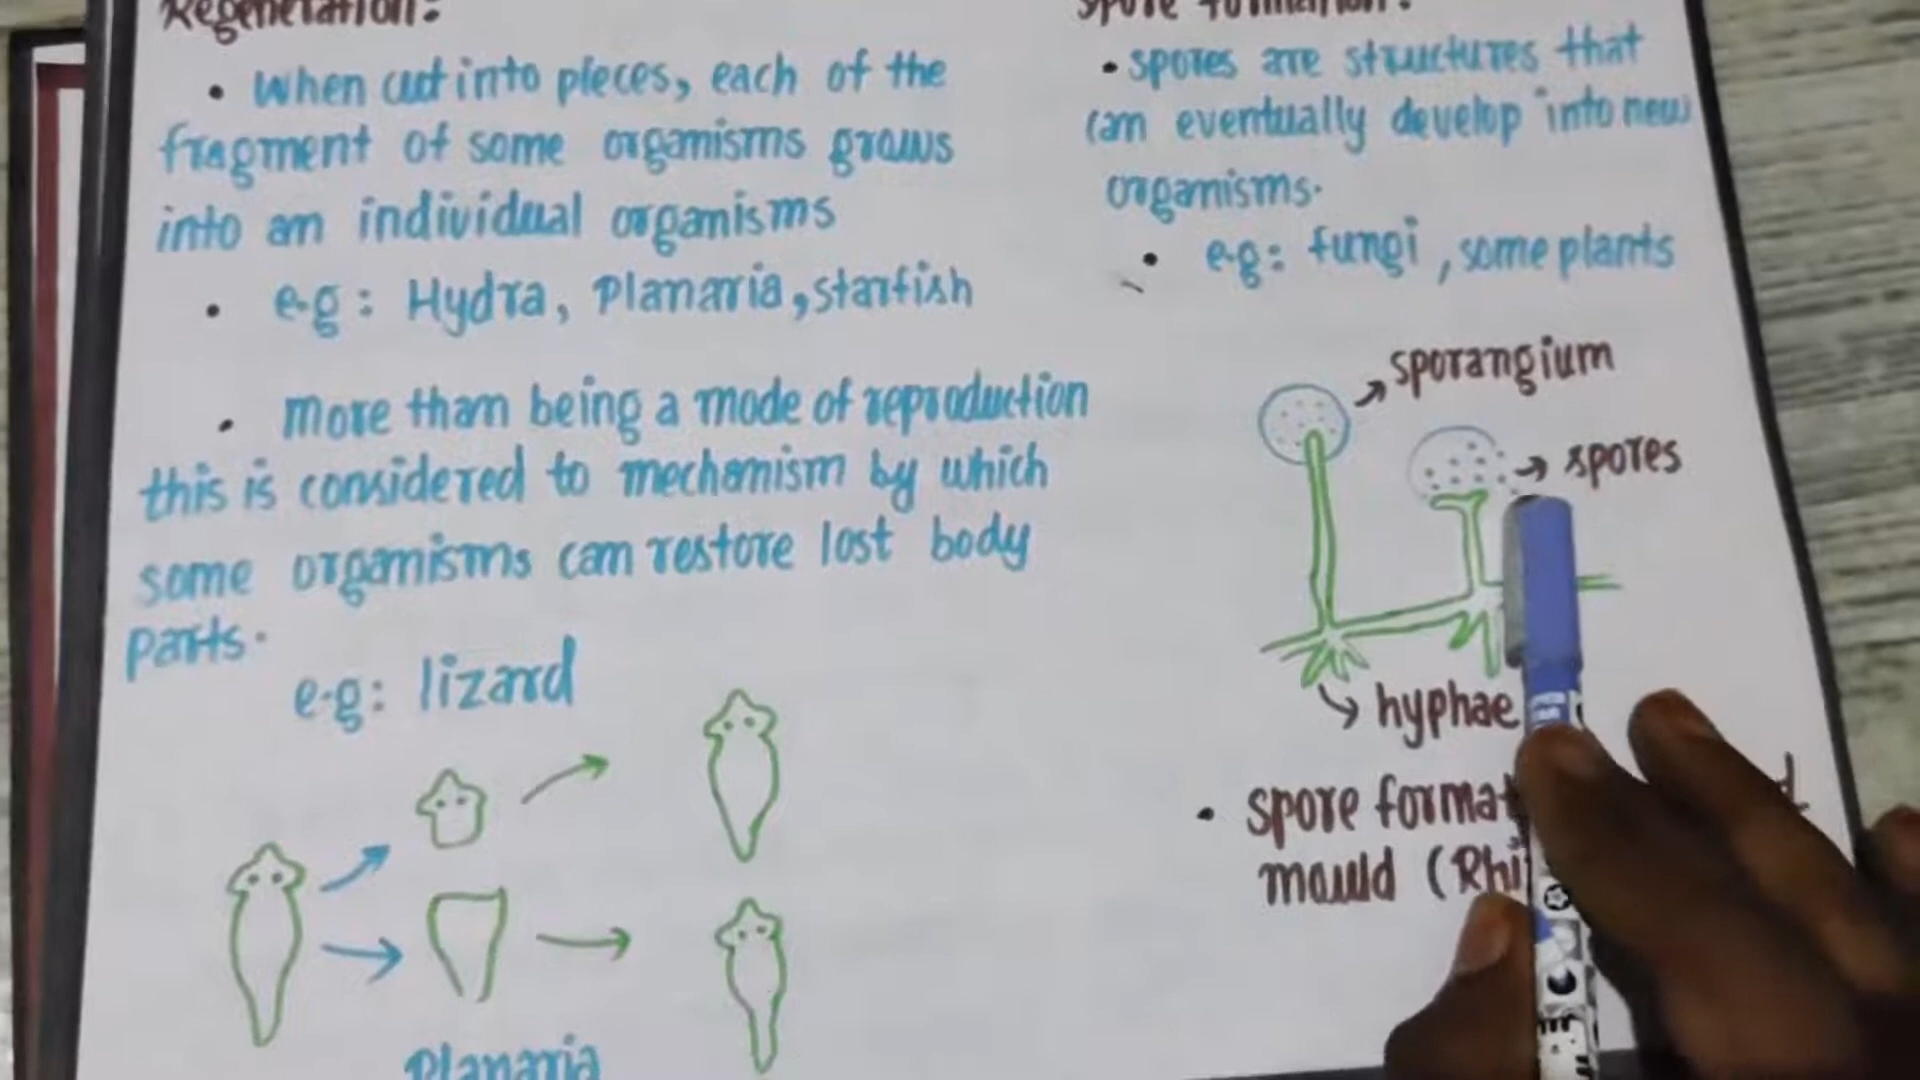 Regeneration:
• When cut into pieces, each of the
fragment of some organisms grows
into an individual organisms
• e.g: Hydra, Planaria, starfish
• More than being a mode of reproduction
this is considered to mechanism by which
some organisms can restore lost body
parts.
e.g: lizard
Planaria
Spore formation:
• spores are structures that
can eventually develop into new
organisms.
• e.g: fungi, some plants
sporangium
spores
hyphae
• Spore
mould